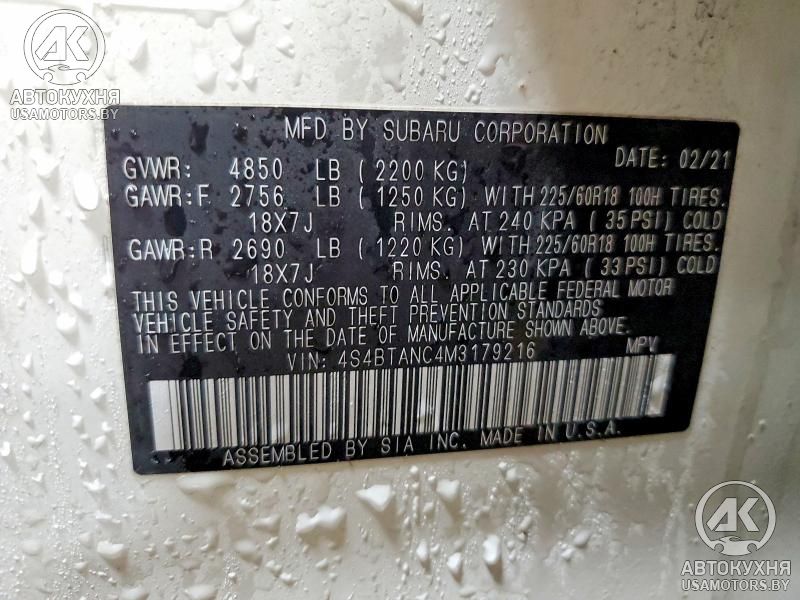 AK
АВТОКУХНЯ
USAMOTORS.BY
MFD BY SUBARU CORPORATION
DATE: 02/21
GVWR: 4850 LB ( 2200 KG)
GAWR:F 2756 LB ( 1250 KG) WITH 225/60R18 100H TIRES.
18X7J RIMS. AT 240 KPA ( 35 PSI) COLD
GAWR:R 2690 LB ( 1220 KG) WITH 225/60R18 100H TIRES.
18X7J RIMS. AT 230 KPA ( 33 PSI) COLD
THIS VEHICLE CONFORMS TO ALL APPLICABLE FEDERAL MOTOR
VEHICLE SAFETY AND THEFT PREVENTION STANDARDS
IN EFFECT ON THE DATE OF MANUFACTURE SHOWN ABOVE.
VIN: 4S4BTANC4M3179216 MPV
ASSEMBLED BY SIA INC. MADE IN U.S.A.
AK
АВТОКУХНЯ
USAMOTORS.BY